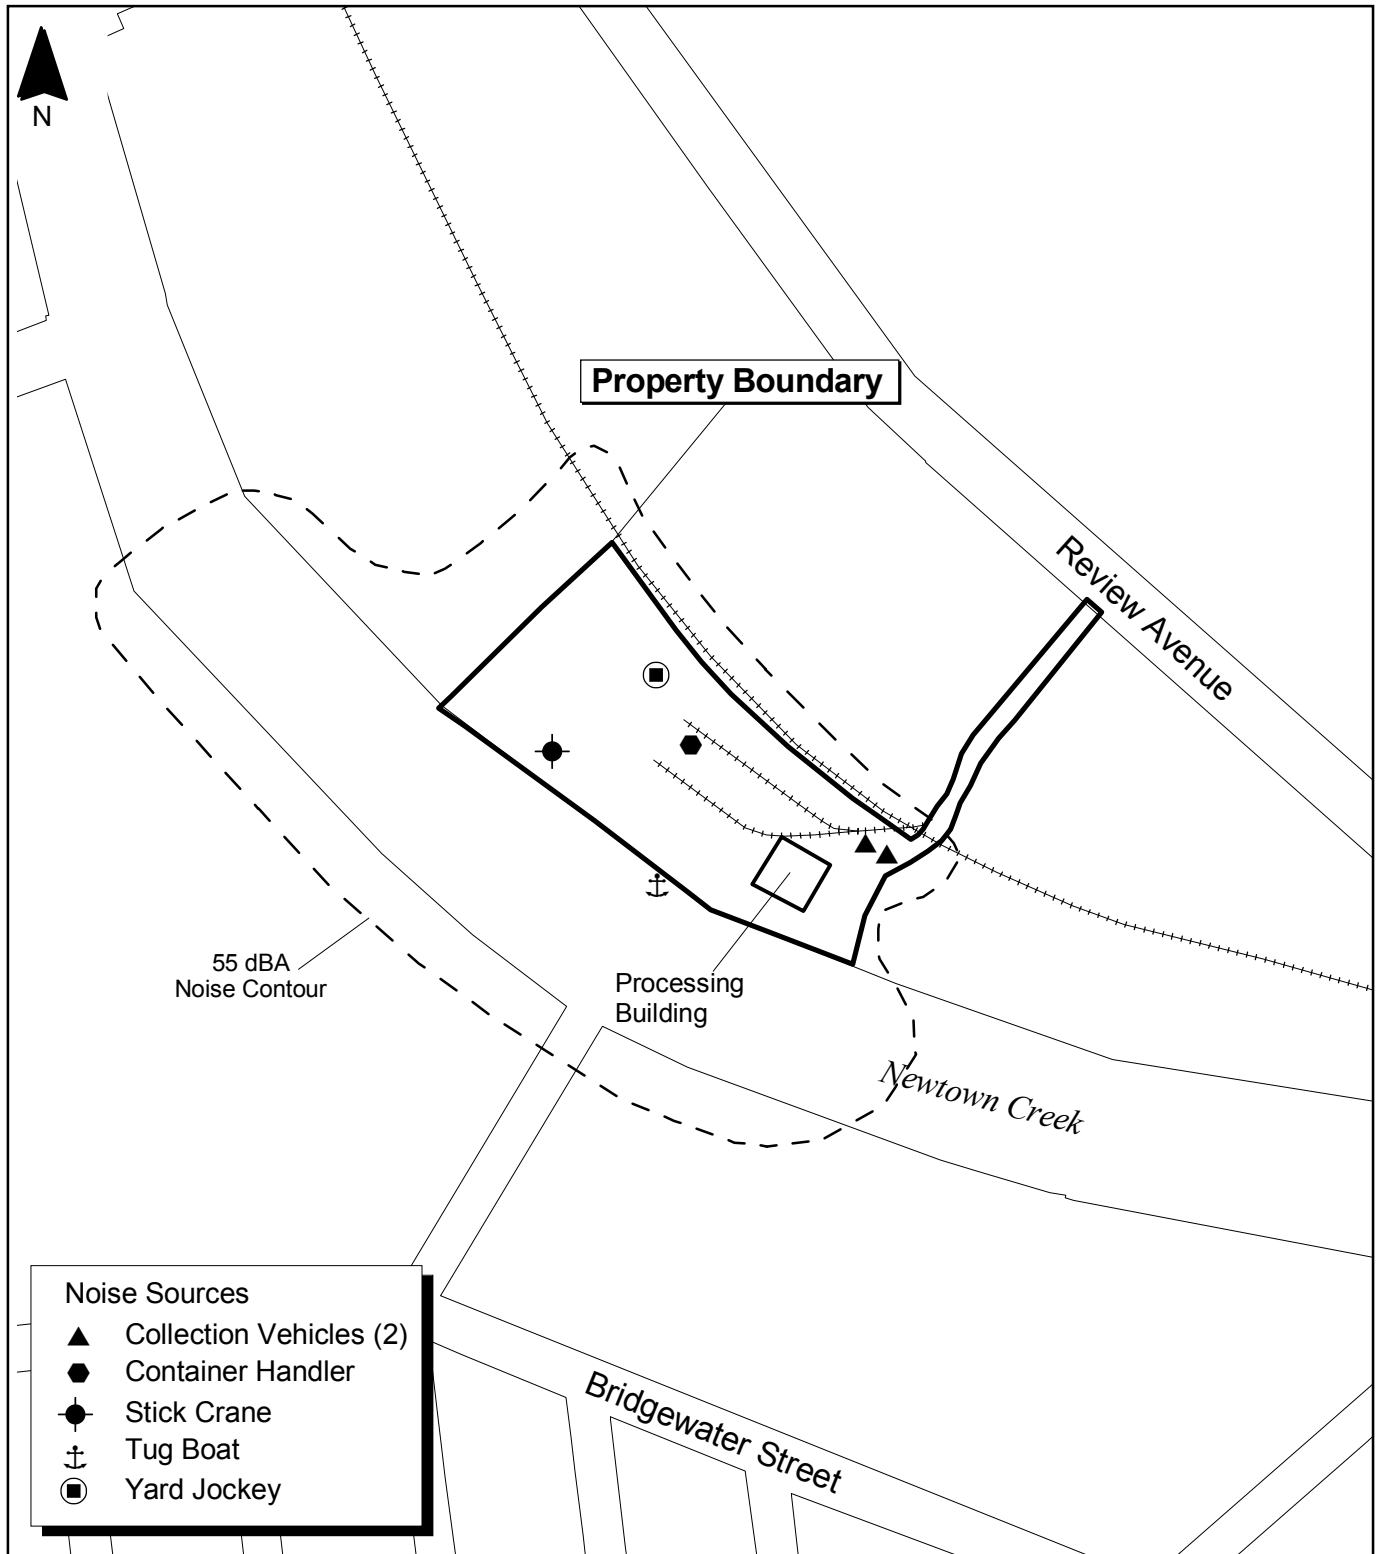 N
Property Boundary
Review Avenue
55 dBA
Noise Contour
Processing
Building
Newtown Creek
Noise Sources
Collection Vehicles (2)
Container Handler
Stick Crane
Tug Boat
Yard Jockey
Bridgewater Street